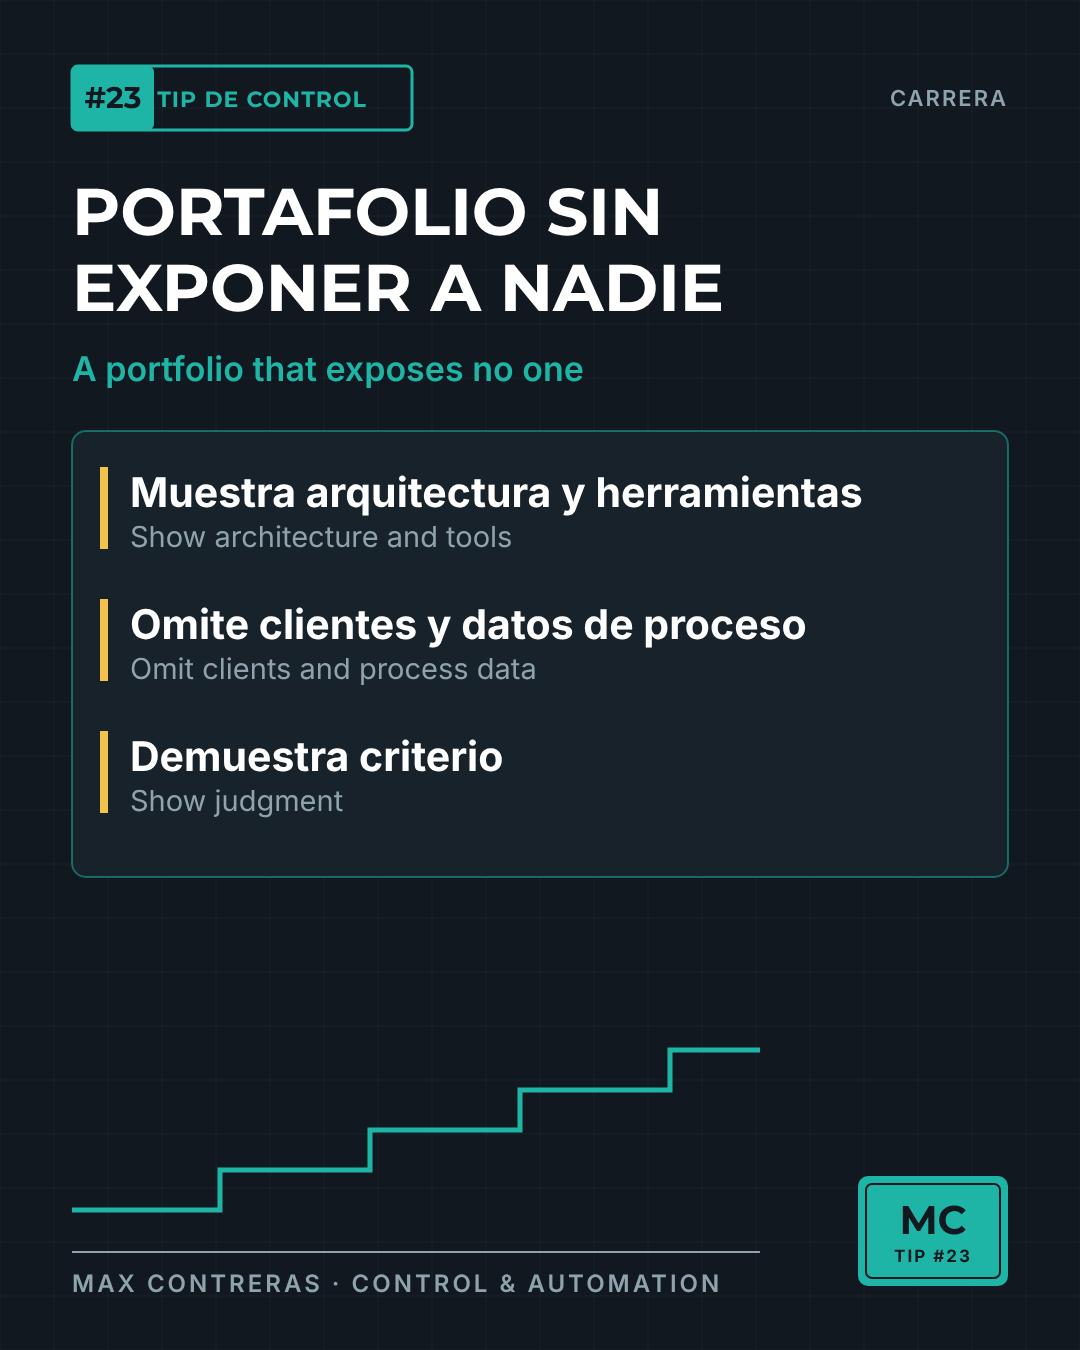 #23 TIP DE CONTROL
CARRERA
PORTAFOLIO SIN
EXPONER A NADIE
A portfolio that exposes no one
Muestra arquitectura y herramientas
Show architecture and tools
Omite clientes y datos de proceso
Omit clients and process data
Demuestra criterio
Show judgment
MC
TIP #23
MAX CONTRERAS · CONTROL & AUTOMATION